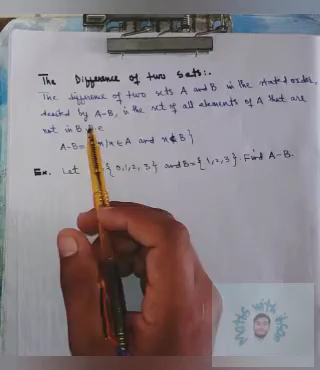 The Difference of two Sets:.
The difference of two sets A and B in the stated order,
denoted by A-B, is the set of all elements of A that are
not in B i.e
A-B= x/x ∈ A and x ∉ B}
Ex. Let { 0,1,2,3} and B={1,2,3}. Find A-B.
Maths with